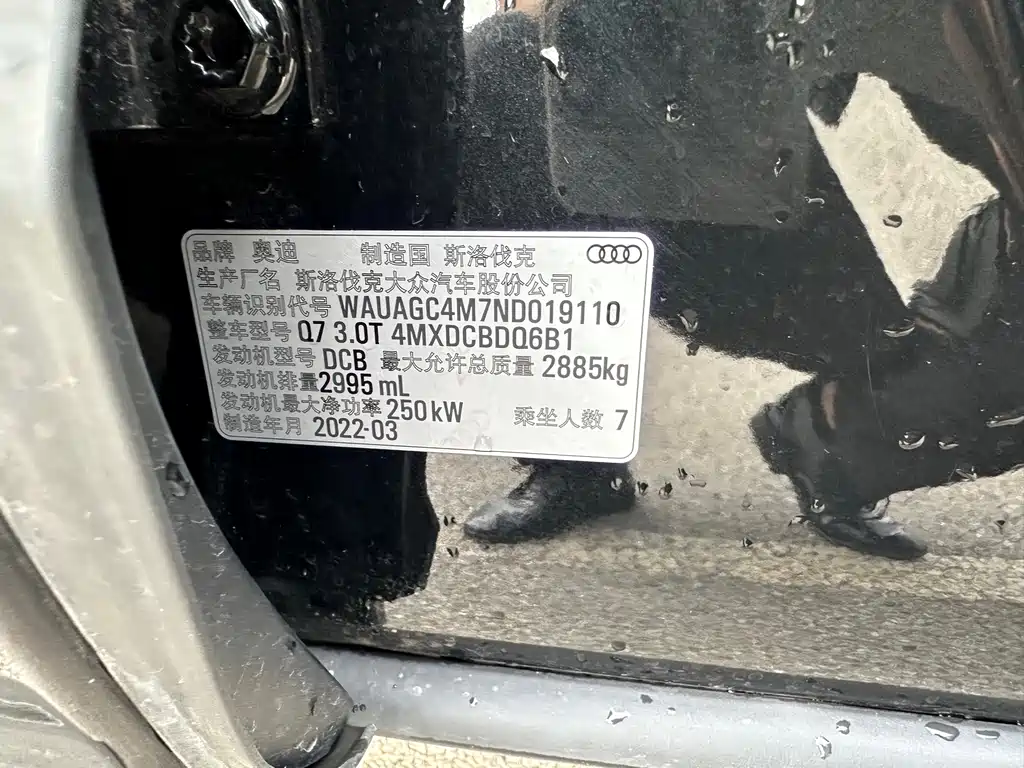 品牌 奥迪 制造国 斯洛伐克
生产厂名 斯洛伐克大众汽车股份公司
车辆识别代号 WAUAGC4M7ND019110
整车型号 Q7 3.0T 4MXDCBDQ6B1
发动机型号 DCB 最大允许总质量 2885kg
发动机排量 2995 mL
发动机最大净功率 250kW 乘坐人数 7
制造年月 2022-03